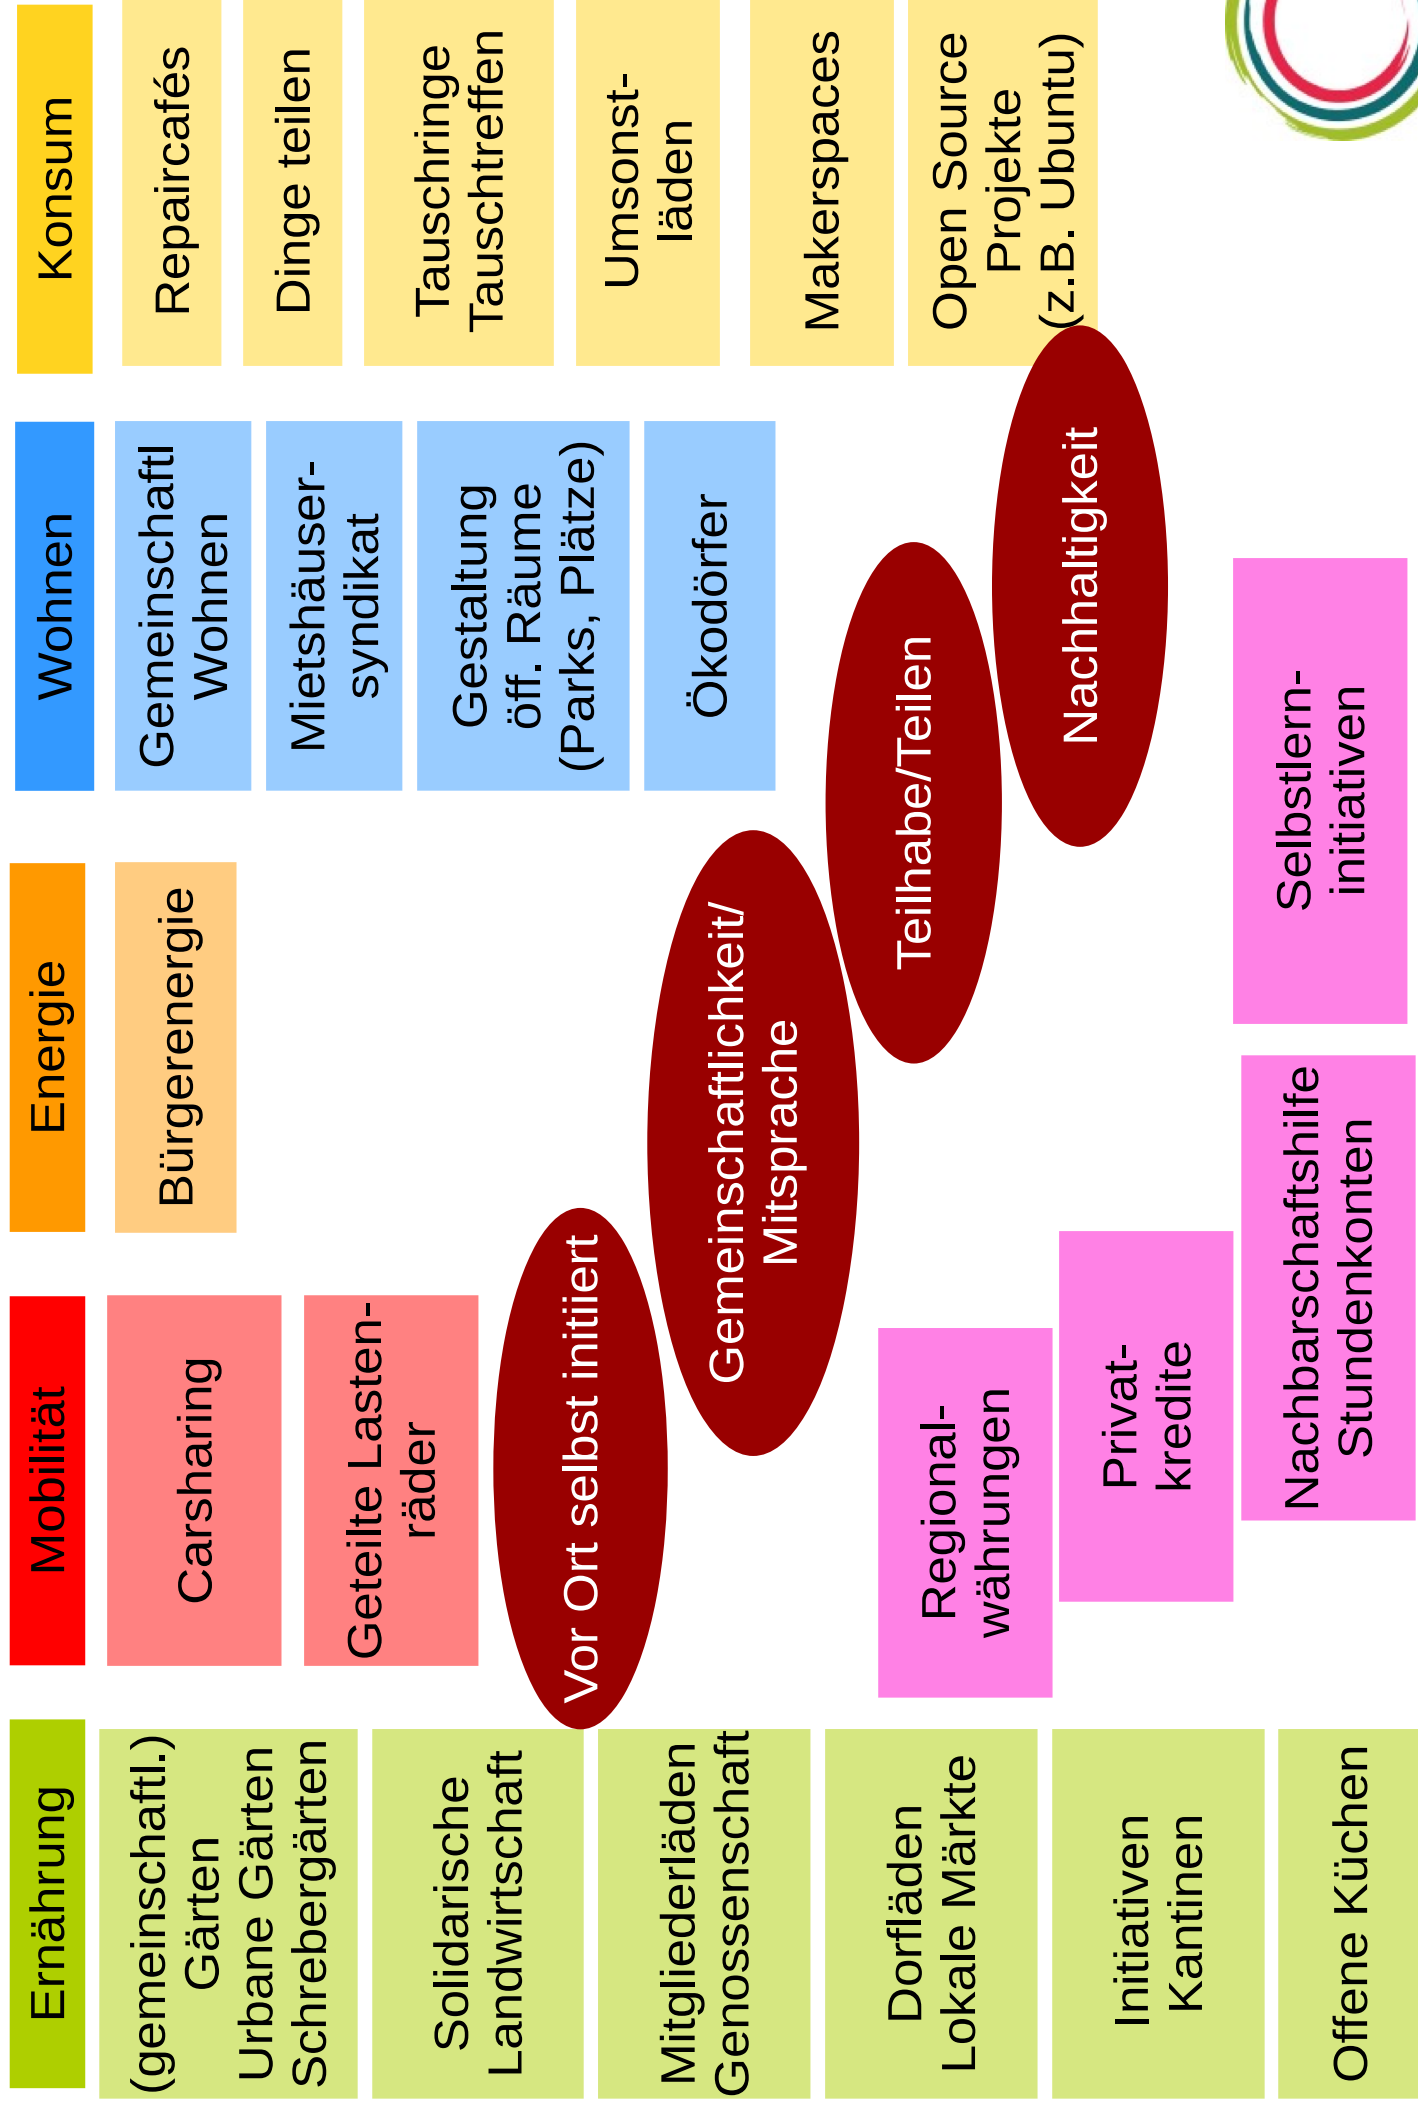 Ernährung
(gemeinschaftl.)
Gärten
Urbane Gärten
Schrebergärten
Solidarische
Landwirtschaft
Mitgliederläden
Genossenschaft
Dorfläden
Lokale Märkte
Initiativen
Kantinen
Offene Küchen
Mobilität
Carsharing
Geteilte Lasten-
räder
Energie
Bürgerenergie
Wohnen
Gemeinschaftl
Wohnen
Mietshäuser-
syndikat
Gestaltung
öff. Räume
(Parks, Plätze)
Ökodörfer
Konsum
Repaircafés
Dinge teilen
Tauschringe
Tauschtreffen
Umsonst-
läden
Makerspaces
Open Source
Projekte
(z.B. Ubuntu)
Vor Ort selbst initiiert
Gemeinschaftlichkeit/
Mitsprache
Teilhabe/Teilen
Nachhaltigkeit
Regional-
währungen
Privat-
kredite
Nachbarschaftshilfe
Stundenkonten
Selbstlern-
initiativen